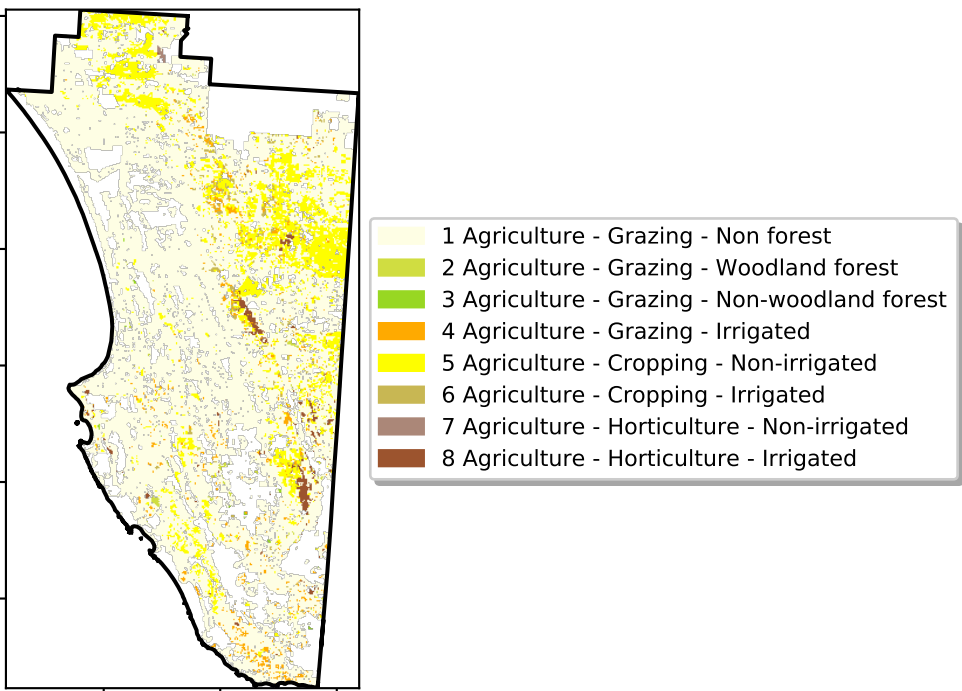 1 Agriculture - Grazing - Non forest
2 Agriculture - Grazing - Woodland forest
3 Agriculture - Grazing - Non-woodland forest
4 Agriculture - Grazing - Irrigated
5 Agriculture - Cropping - Non-irrigated
6 Agriculture - Cropping - Irrigated
7 Agriculture - Horticulture - Non-irrigated
8 Agriculture - Horticulture - Irrigated